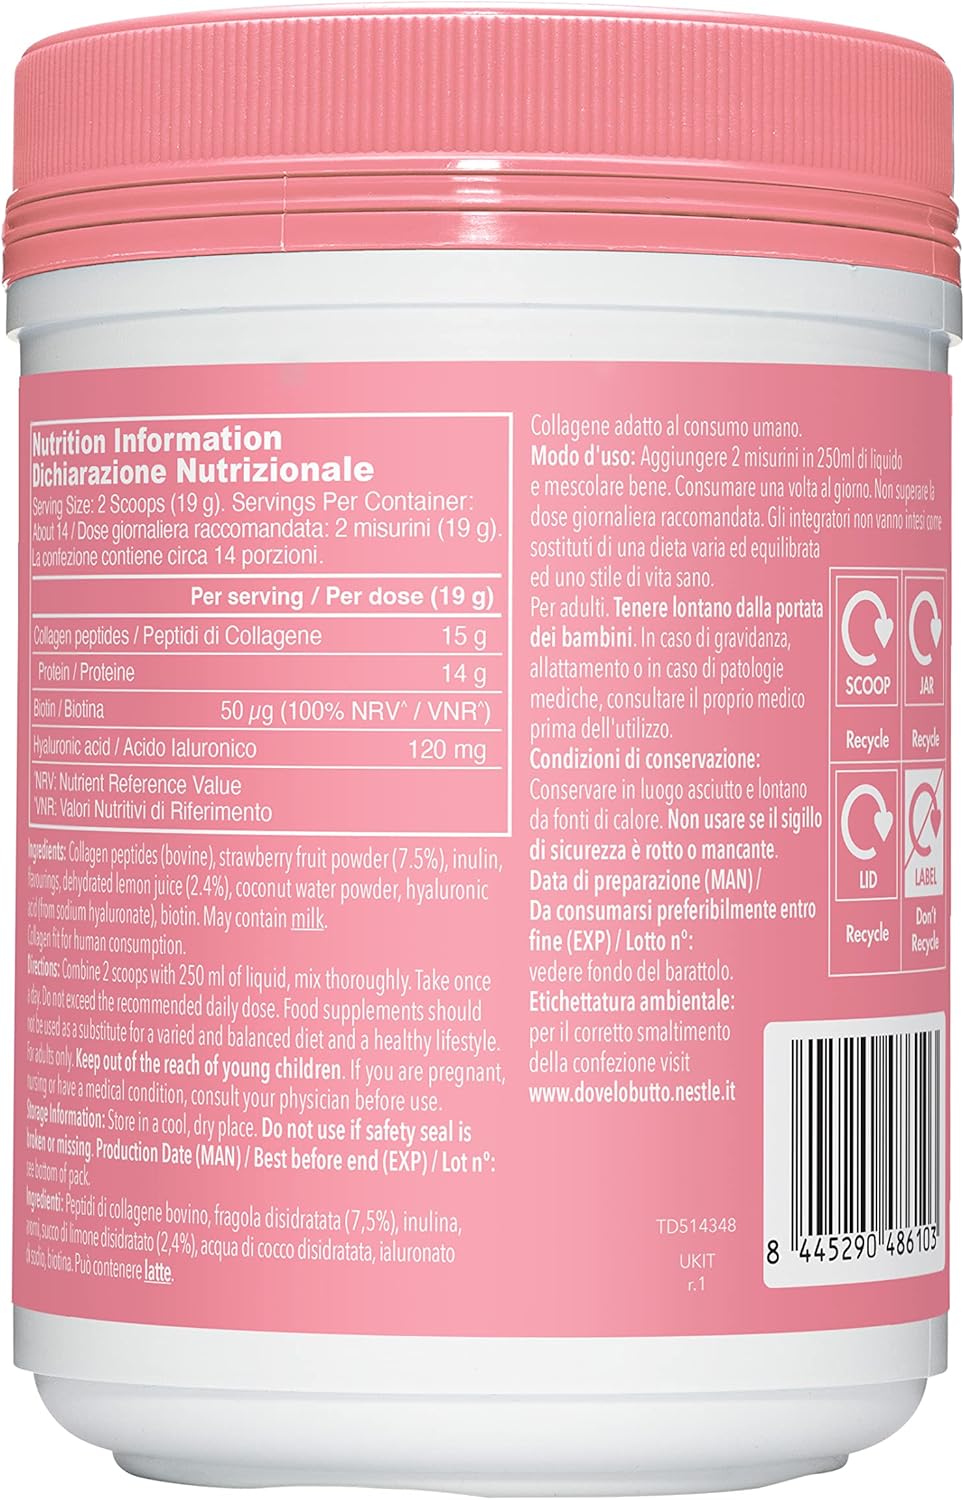 Nutrition Information
Dichiarazione Nutrizionale
Serving Size: 2 Scoops (19 g). Servings Per Container:
About 14 / Dose giornaliera raccomandata: 2 misurini (19 g).
La confezione contiene circa 14 porzioni.
Per serving / Per dose (19 g)
Collagen peptides / Peptidi di Collagene 15 g
Protein / Proteine 14 g
Biotin / Biotina 50 µg (100% NRV^ / VNR^)
Hyaluronic acid / Acido Ialuronico 120 mg
^NRV: Nutrient Reference Value
^VNR: Valori Nutritivi di Riferimento
Ingredients: Collagen peptides (bovine), strawberry fruit powder (7.5%), inulin,
flavourings, dehydrated lemon juice (2.4%), coconut water powder, hyaluronic
acid (from sodium hyaluronate), biotin. May contain milk.
Collagen fit for human consumption.
Directions: Combine 2 scoops with 250 ml of liquid, mix thoroughly. Take once
a day. Do not exceed the recommended daily dose. Food supplements should
not be used as a substitute for a varied and balanced diet and a healthy lifestyle.
For adults only. Keep out of the reach of young children. If you are pregnant,
nursing or have a medical condition, consult your physician before use.
Storage Information: Store in a cool, dry place. Do not use if safety seal is
broken or missing. Production Date (MAN) / Best before end (EXP) / Lot nº:
see bottom of pack.
Ingredienti: Peptidi di collagene bovino, fragola disidratata (7,5%), inulina,
aromi, succo di limone disidratato (2,4%), acqua di cocco disidratata, ialuronato
di sodio, biotina. Può contenere latte.
Collagene adatto al consumo umano.
Modo d'uso: Aggiungere 2 misurini in 250ml di liquido
e mescolare bene. Consumare una volta al giorno. Non superare la
dose giornaliera raccomandata. Gli integratori non vanno intesi come
sostituti di una dieta varia ed equilibrata
ed uno stile di vita sano.
Per adulti. Tenere lontano dalla portata
dei bambini. In caso di gravidanza,
allattamento o in caso di patologie
mediche, consultare il proprio medico
prima dell'utilizzo.
Condizioni di conservazione:
Conservare in luogo asciutto e lontano
da fonti di calore. Non usare se il sigillo
di sicurezza è rotto o mancante.
Data di preparazione (MAN) /
Da consumarsi preferibilmente entro
fine (EXP) / Lotto nº:
vedere fondo del barattolo.
Etichettatura ambientale:
per il corretto smaltimento
della confezione visit
www.dovelobutto.nestle.it
SCOOP JAR
Recycle Recycle
LID LABEL
Recycle Don't
Recycle
TD514348
UKIT
r.1
8 445290 486103